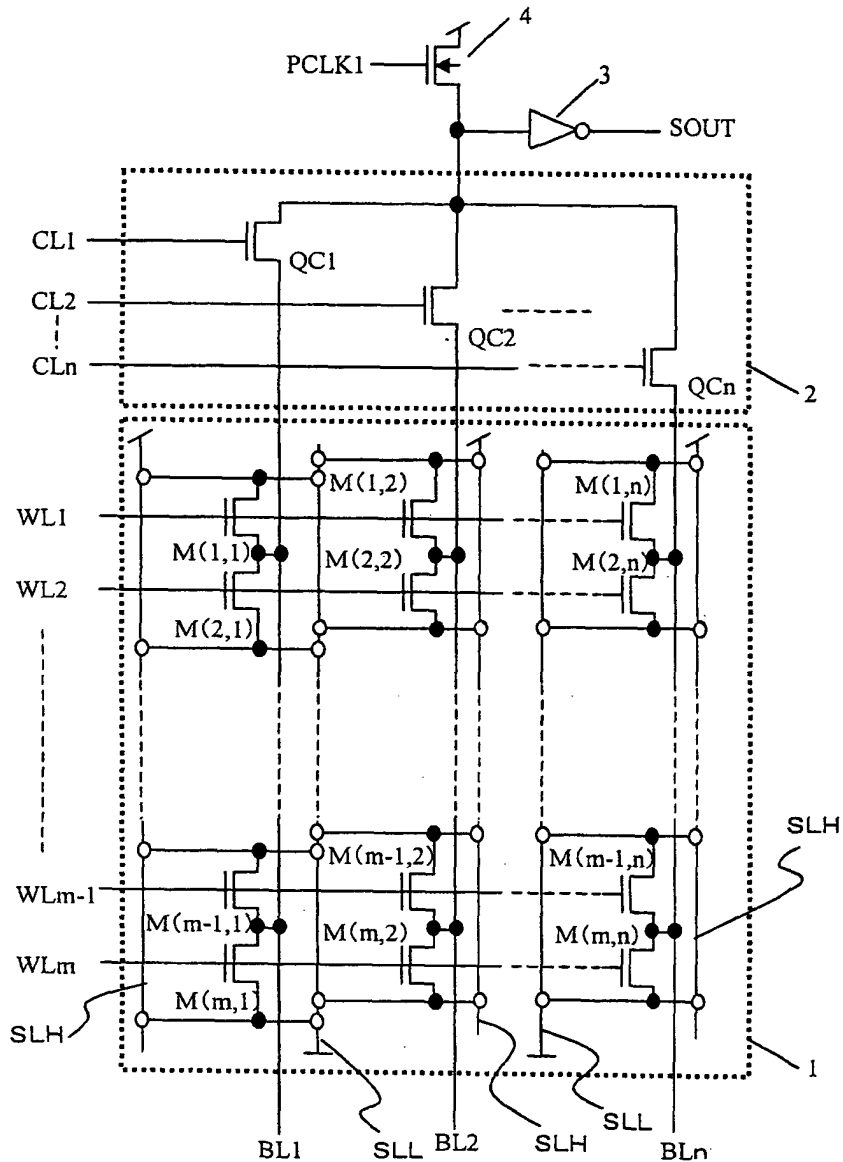 4
PCLK1
3
SOUT
CL1
QC1
CL2
QC2
CLn
QCn
2
M(1,2)
M(1,n)
WL1
M(1,1)
M(2,2)
M(2,n)
WL2
M(2,1)
SLH
M(m-1,2)
M(m-1,n)
WLm-1
M(m-1,1)
M(m,2)
M(m,n)
WLm
M(m,1)
SLH
1
BL1
SLL
BL2
SLH
SLL
BLn